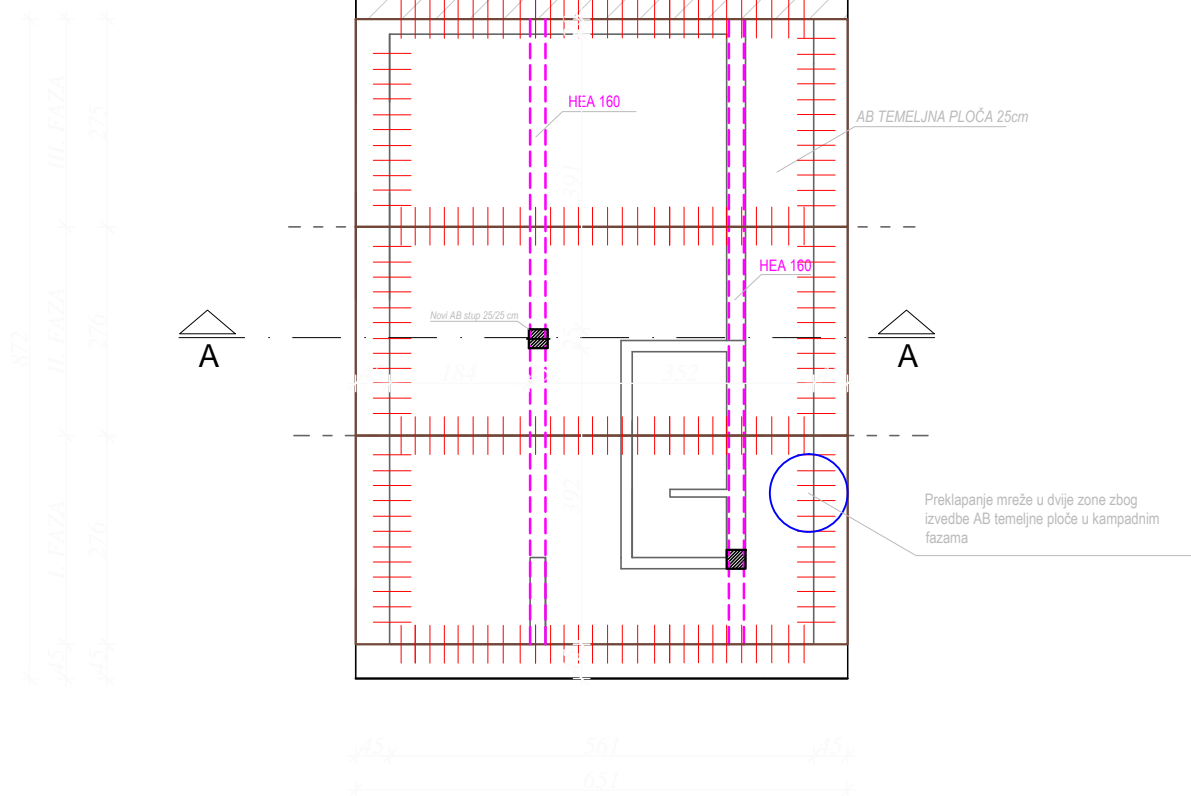 HEA 160
AB TEMELJNA PLOČA 25cm
III. FAZA
275
391
HEA 160
Novi AB stup 25/25 cm
A
A
872
II. FAZA
276
25
184
352
392
Preklapanje mreže u dvije zone zbog
izvedbe AB temeljne ploče u kampadnim
fazama
I. FAZA
276
45
45
45
561
45
651